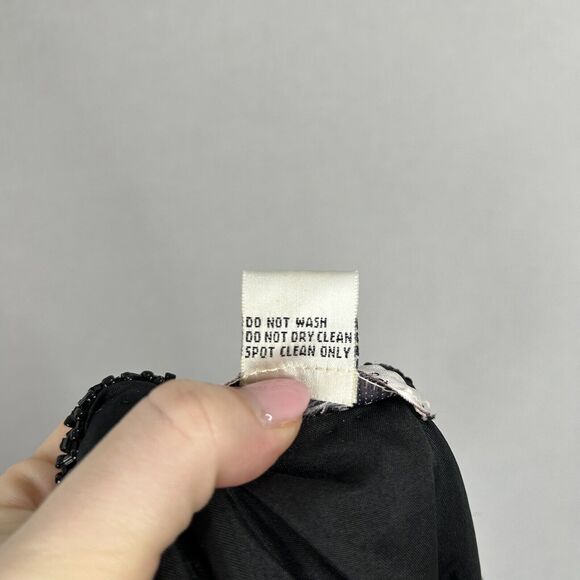 DO NOT WASH
DO NOT DRY CLEAN
SPOT CLEAN ONLY